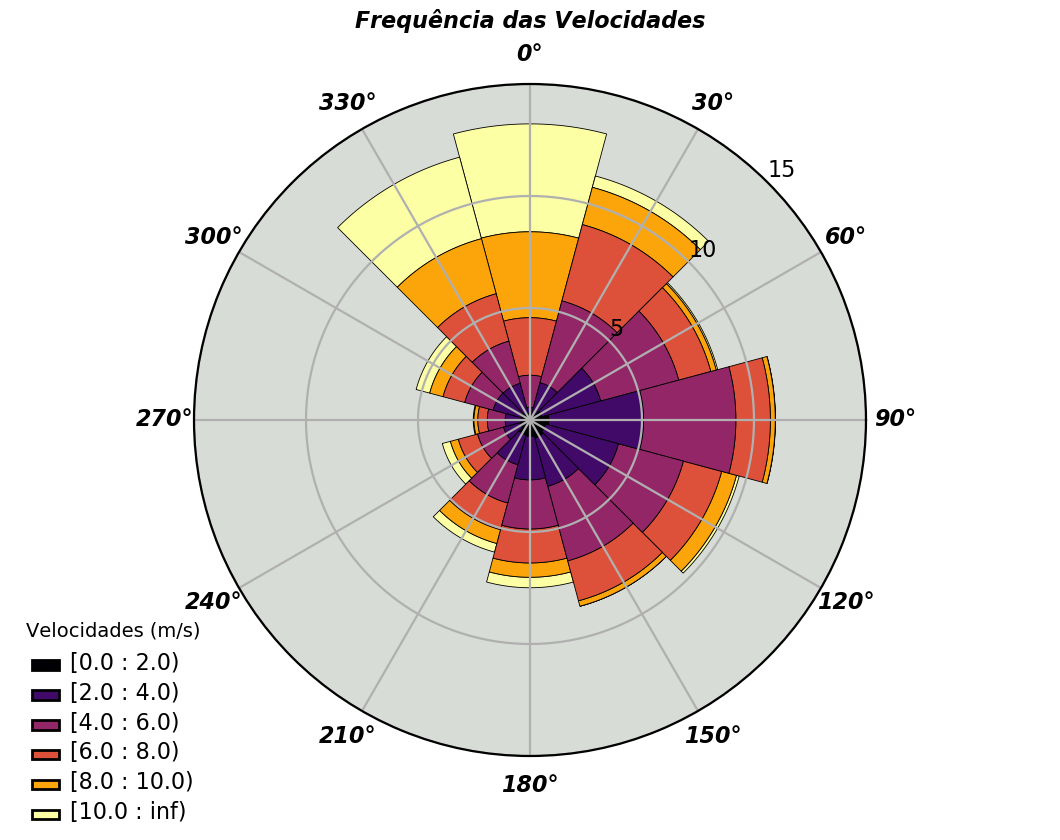 Frequência das Velocidades
0°
330°
30°
15
300°
60°
10
5
270°
90°
240°
120°
210°
150°
180°
Velocidades (m/s)
[0.0 : 2.0)
[2.0 : 4.0)
[4.0 : 6.0)
[6.0 : 8.0)
[8.0 : 10.0)
[10.0 : inf)